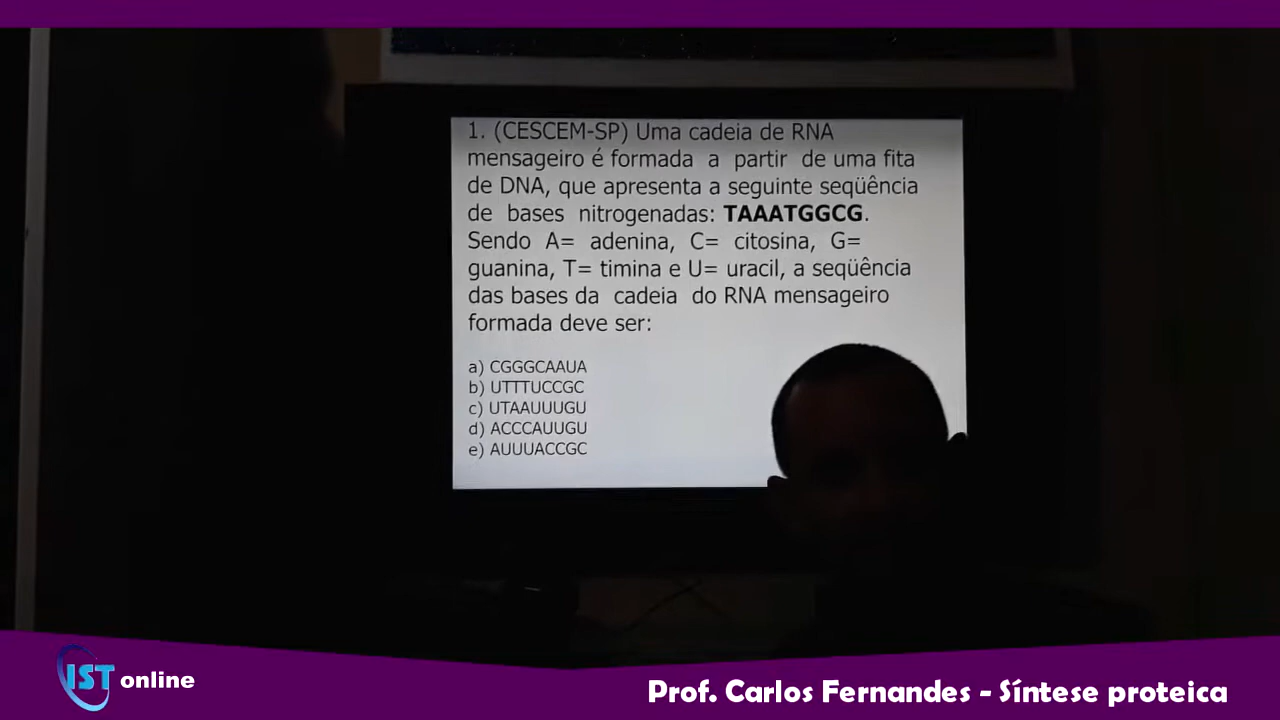 1. (CESCEM-SP) Uma cadeia de RNA
mensageiro é formada a partir de uma fita
de DNA, que apresenta a seguinte seqüência
de bases nitrogenadas: TAAATGGCG.
Sendo A= adenina, C= citosina, G=
guanina, T= timina e U= uracil, a seqüência
das bases da cadeia do RNA mensageiro
formada deve ser:
a) CGGGCAAUA
b) UTTTUCCGC
c) UTAAUUUGU
d) ACCCAUUGU
e) AUUUACCGC
IST online
Prof. Carlos Fernandes - Síntese proteica